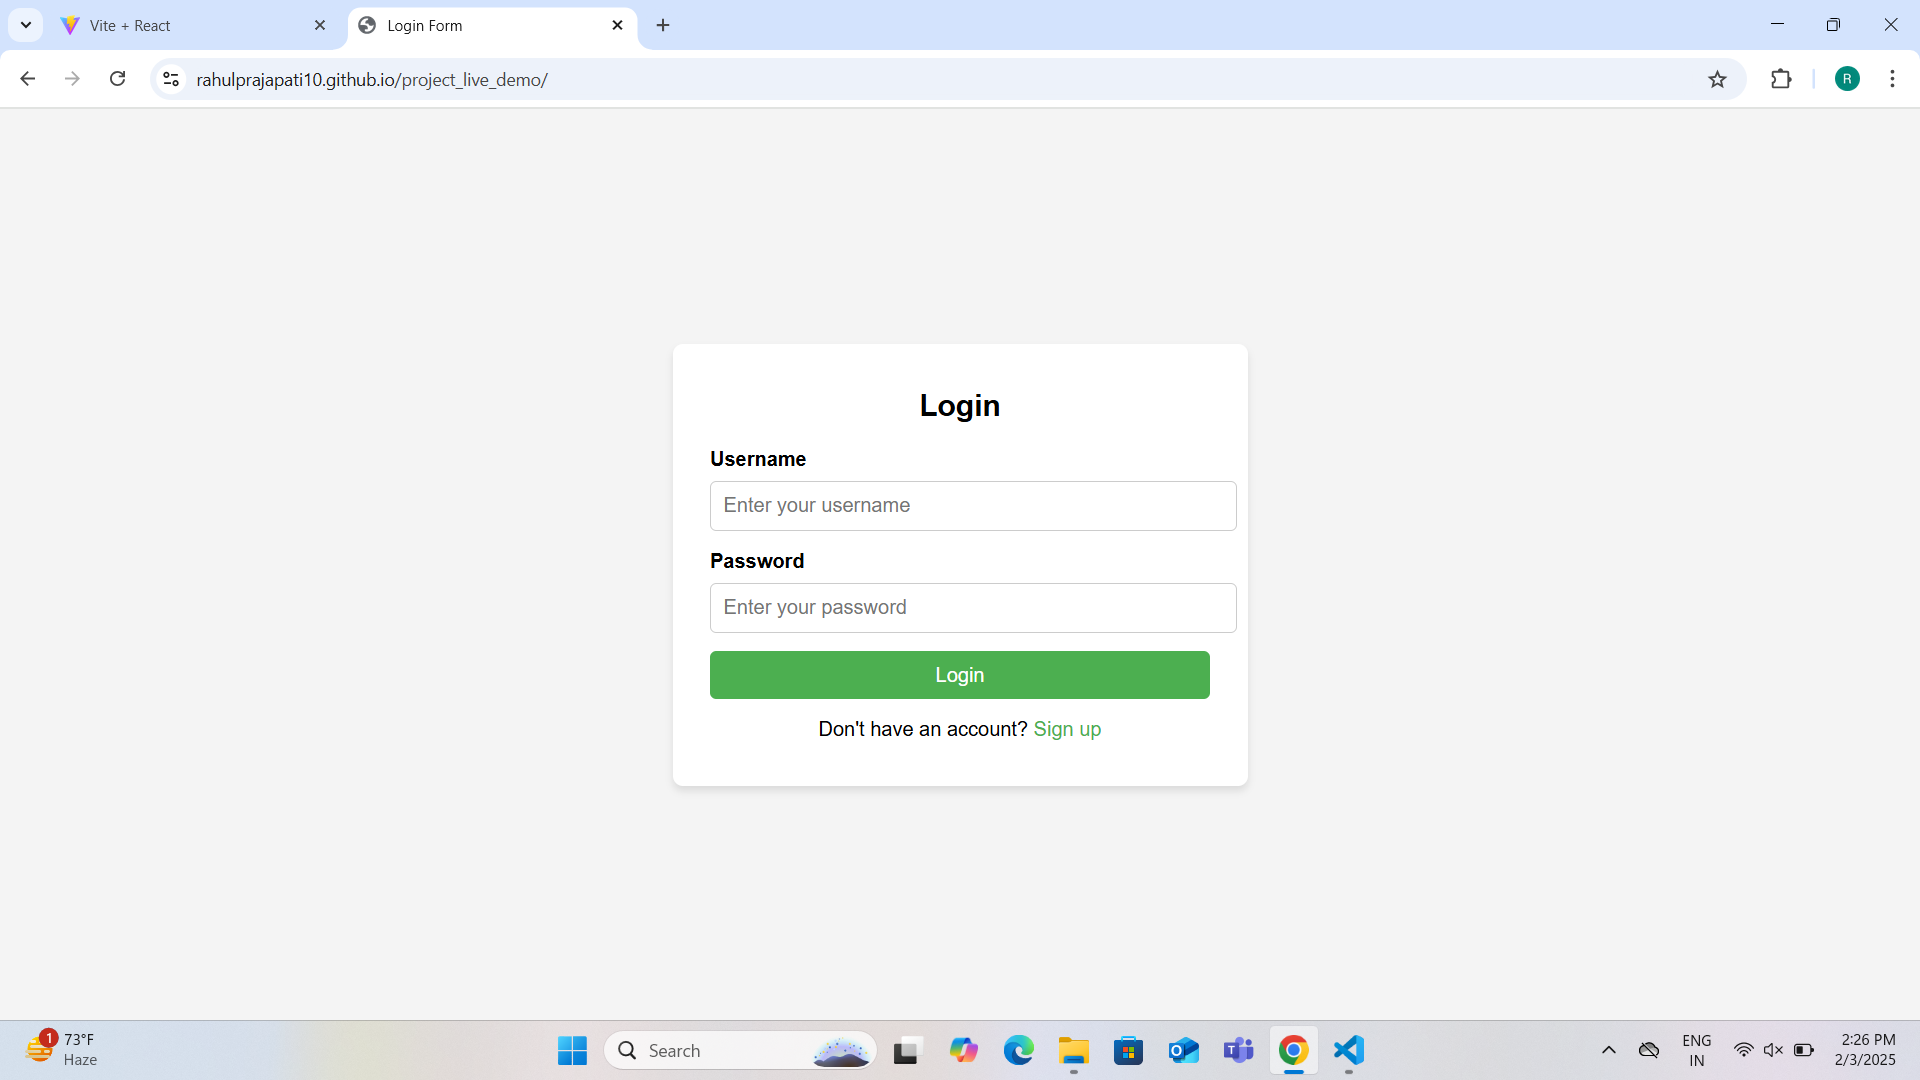 Vite + React
Login Form
rahulprajapati10.github.io/project_live_demo/
R
Login
Username
Enter your username
Password
Enter your password
Login
Don't have an account? Sign up
1
73°F
Haze
Search
ENG
IN
2:26 PM
2/3/2025